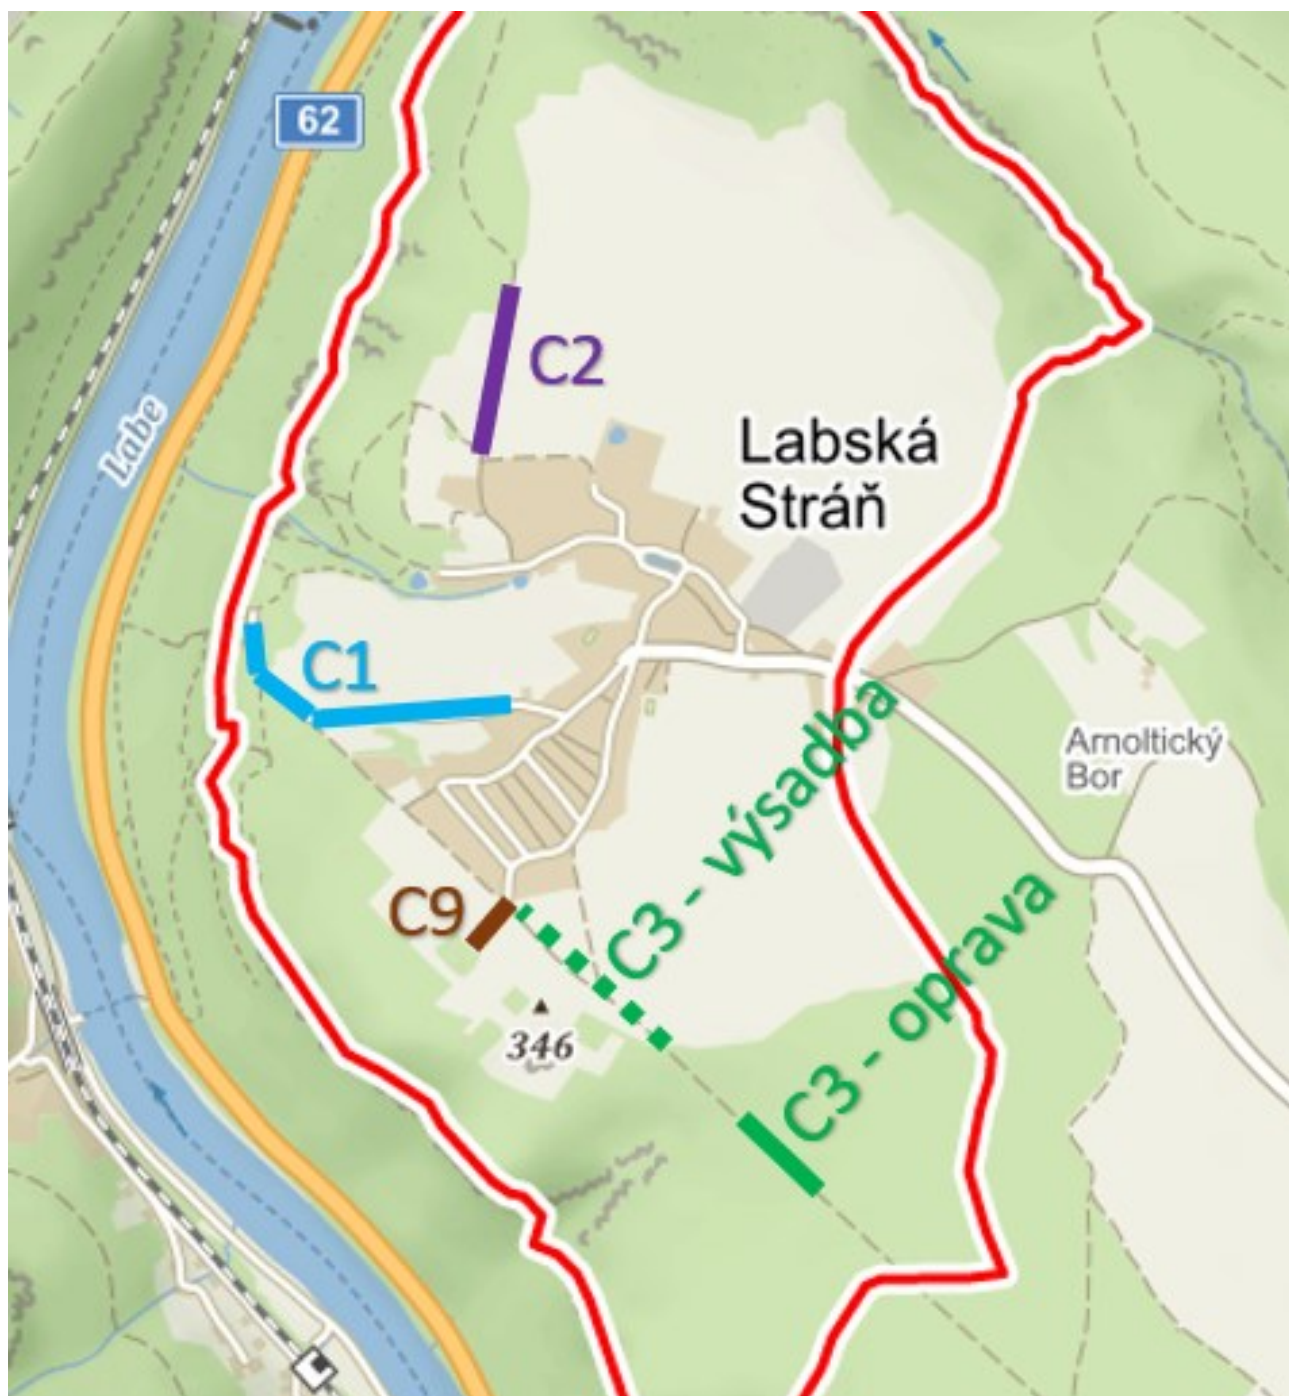 62
C2
Labe
Labská
Stráň
C1
Arnoltický
Bor
C3 - výsadba
C9
C3 - oprava
346